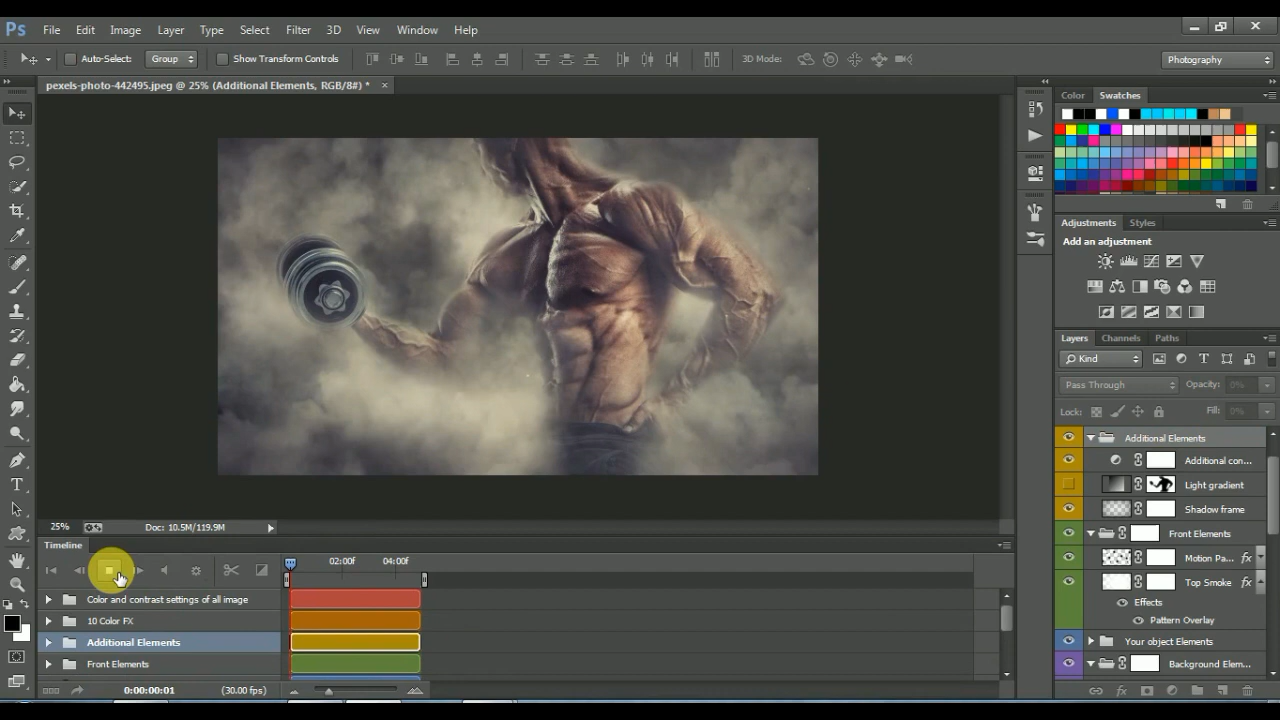 Ps File Edit Image Layer Type Select Filter 3D View Window Help
Auto-Select: Group Show Transform Controls 3D Mode: Photography
pexels-photo-442495.jpeg @ 25% (Additional Elements, RGB/8#) * ×
Color Swatches
Adjustments Styles
Add an adjustment
Layers Channels Paths
Kind
Pass Through Opacity: 0%
Lock: Fill: 0%
Additional Elements
Additional con...
Light gradient
Shadow frame
Front Elements
Motion Pa... fx
Top Smoke fx
Effects
Pattern Overlay
Your object Elements
Background Elem...
25% Doc: 10.5M/119.9M
Timeline
02:00f 04:00f
Color and contrast settings of all image
10 Color FX
Additional Elements
Front Elements
0:00:00:01 (30.00 fps)
fx